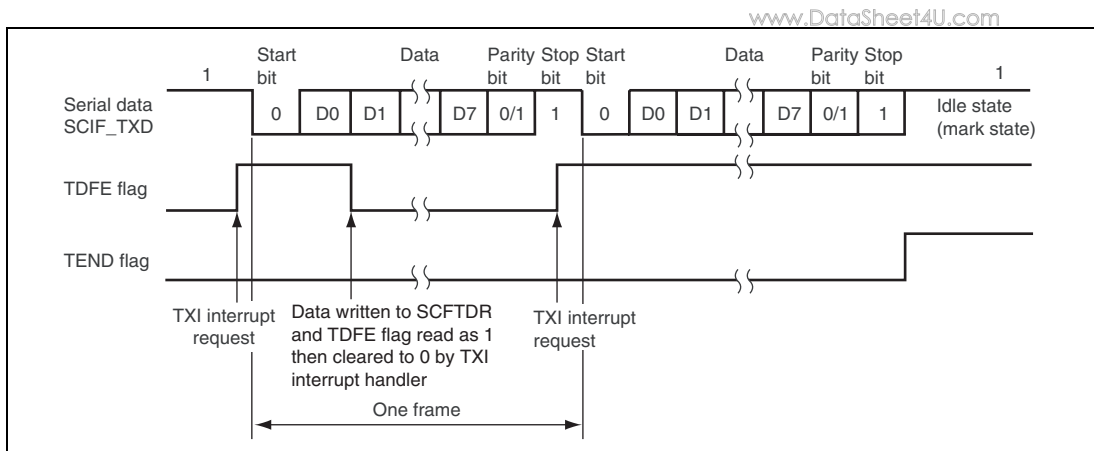 www.DataSheet4U.com
Start bit
Data
Parity bit
Stop bit
Start bit
Data
Parity bit
Stop bit
1
1
Serial data
SCIF_TXD
0 D0 D1 D7 0/1 1 0 D0 D1 D7 0/1 1
Idle state
(mark state)
TDFE flag
TEND flag
TXI interrupt
request
Data written to SCFTDR
and TDFE flag read as 1
then cleared to 0 by TXI
interrupt handler
TXI interrupt
request
One frame